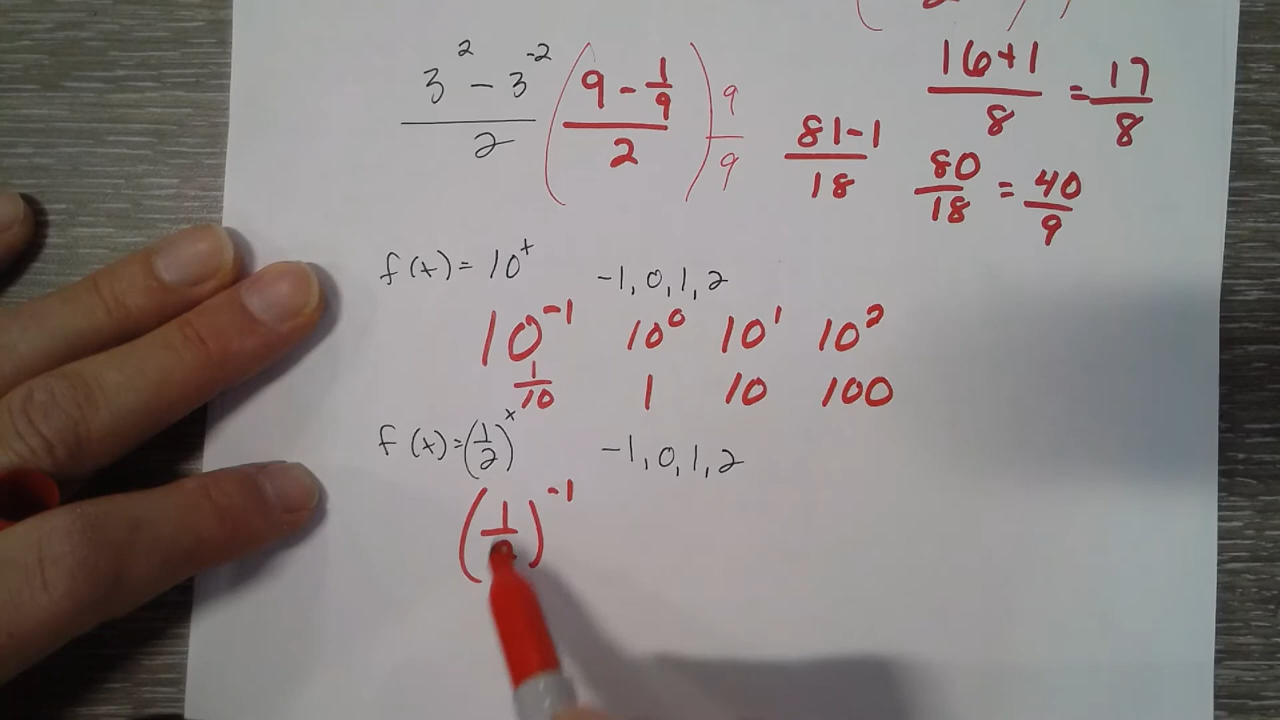 16+1/8 = 17/8
3^2 - 3^-2 / 2 (9 - 1/9 / 2) 9/9 81-1/18 80/18 = 40/9
f(x) = 10^x -1, 0, 1, 2
10^-1 10^0 10^1 10^2
1/10 1 10 100
f(x) = (1/2)^x -1, 0, 1, 2
(1/2)^-1